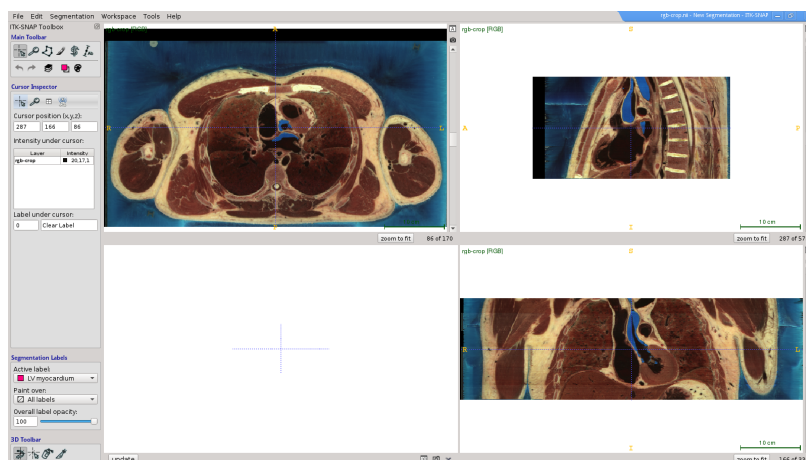 File Edit Segmentation Workspace Tools Help
rgb-crop.nii - New Segmentation - ITK-SNAP
ITK-SNAP Toolbox
Main Toolbar
Cursor Inspector
Cursor position (x,y,z):
287 166 86
Intensity under cursor:
Layer Intensity
rgb-crop 20,17,1
Label under cursor:
0 Clear Label
Segmentation Labels
Active label:
LV myocardium
Paint over:
All labels
Overall label opacity:
100
3D Toolbar
rgb-crop [RGB]
A
R
L
zoom to fit 86 of 170
rgb-crop [RGB]
S
A
P
I
10 cm
zoom to fit 287 of 57
update
rgb-crop [RGB]
S
R
L
I
10 cm
zoom to fit 166 of 33